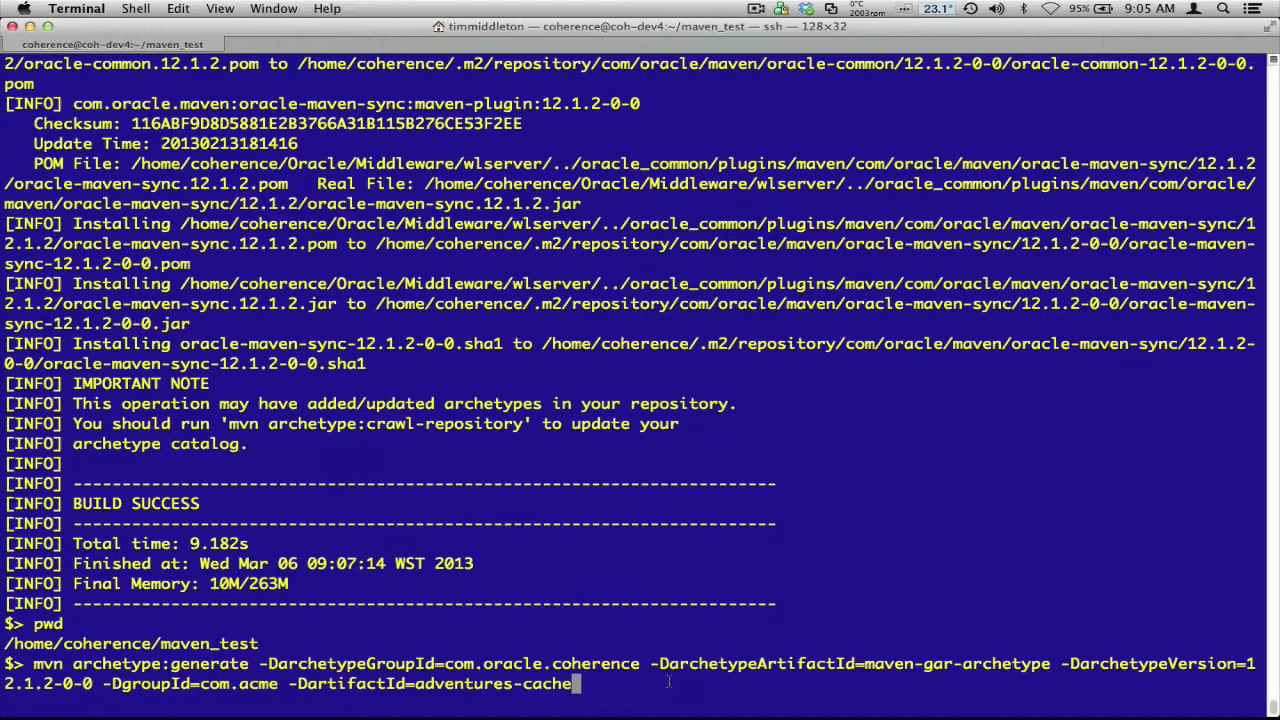 Terminal Shell Edit View Window Help 0°C 2003rpm 23.1° 95% 9:05 AM
timmiddleton — coherence@coh-dev4:~/maven_test — ssh — 128×32
coherence@coh-dev4:~/maven_test
2/oracle-common.12.1.2.pom to /home/coherence/.m2/repository/com/oracle/maven/oracle-common/12.1.2-0-0/oracle-common-12.1.2-0-0.
pom
[INFO] com.oracle.maven:oracle-maven-sync:maven-plugin:12.1.2-0-0
Checksum: 116ABF9D8D5881E2B3766A31B115B276CE53F2EE
Update Time: 20130213181416
POM File: /home/coherence/Oracle/Middleware/wlserver/../oracle_common/plugins/maven/com/oracle/maven/oracle-maven-sync/12.1.2
/oracle-maven-sync.12.1.2.pom   Real File: /home/coherence/Oracle/Middleware/wlserver/../oracle_common/plugins/maven/com/oracle/
maven/oracle-maven-sync/12.1.2/oracle-maven-sync.12.1.2.jar
[INFO] Installing /home/coherence/Oracle/Middleware/wlserver/../oracle_common/plugins/maven/com/oracle/maven/oracle-maven-sync/1
2.1.2/oracle-maven-sync.12.1.2.pom to /home/coherence/.m2/repository/com/oracle/maven/oracle-maven-sync/12.1.2-0-0/oracle-maven-
sync-12.1.2-0-0.pom
[INFO] Installing /home/coherence/Oracle/Middleware/wlserver/../oracle_common/plugins/maven/com/oracle/maven/oracle-maven-sync/1
2.1.2/oracle-maven-sync.12.1.2.jar to /home/coherence/.m2/repository/com/oracle/maven/oracle-maven-sync/12.1.2-0-0/oracle-maven-
sync-12.1.2-0-0.jar
[INFO] Installing oracle-maven-sync-12.1.2-0-0.sha1 to /home/coherence/.m2/repository/com/oracle/maven/oracle-maven-sync/12.1.2-
0-0/oracle-maven-sync-12.1.2-0-0.sha1
[INFO] IMPORTANT NOTE
[INFO] This operation may have added/updated archetypes in your repository.
[INFO] You should run 'mvn archetype:crawl-repository' to update your
[INFO] archetype catalog.
[INFO]
[INFO] ------------------------------------------------------------------------
[INFO] BUILD SUCCESS
[INFO] ------------------------------------------------------------------------
[INFO] Total time: 9.182s
[INFO] Finished at: Wed Mar 06 09:07:14 WST 2013
[INFO] Final Memory: 10M/263M
[INFO] ------------------------------------------------------------------------
$> pwd
/home/coherence/maven_test
$> mvn archetype:generate -DarchetypeGroupId=com.oracle.coherence -DarchetypeArtifactId=maven-gar-archetype -DarchetypeVersion=1
2.1.2-0-0 -DgroupId=com.acme -DartifactId=adventures-cache